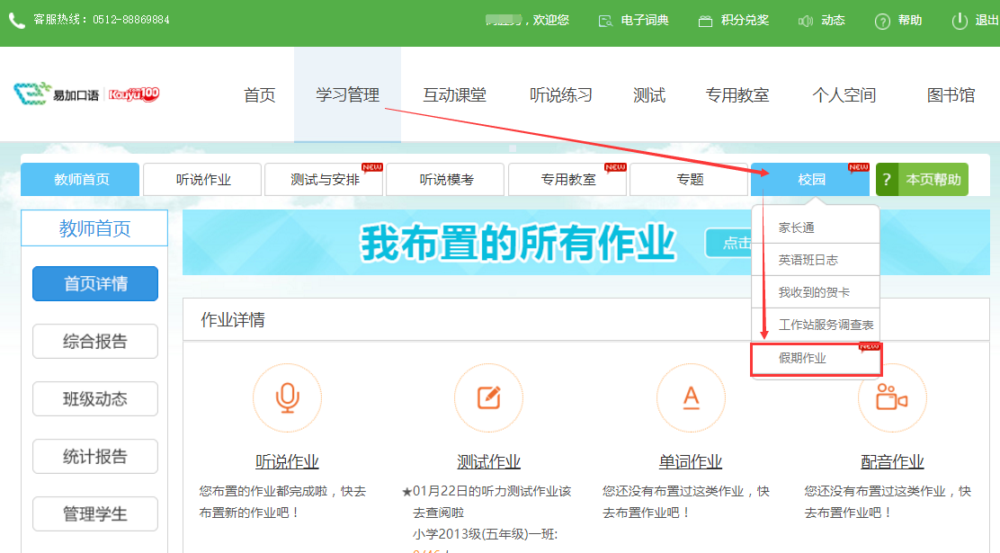 客服热线：0512-88869884
，欢迎您 电子词典 积分兑奖 动态 ? 帮助 退出
易加口语 Kouyu100
首页 学习管理 互动课堂 听说练习 测试 专用教室 个人空间 图书馆
教师首页 听说作业 测试与安排 NEW 听说模考 专用教室 NEW 专题 校园 NEW ? 本页帮助
教师首页
我布置的所有作业 点击
家长通
英语班日志
我收到的贺卡
工作站服务调查表
假期作业 NEW
首页详情
综合报告
班级动态
统计报告
管理学生
作业详情
A
听说作业 测试作业 单词作业 配音作业
您布置的作业都完成啦，快去 ★01月22日的听力测试作业该 您还没有布置过这类作业，快 您还没有布置过这类作业，快
布置新的作业吧！ 去查阅啦 去布置作业吧！ 去布置作业吧！
小学2013级(五年级)一班: